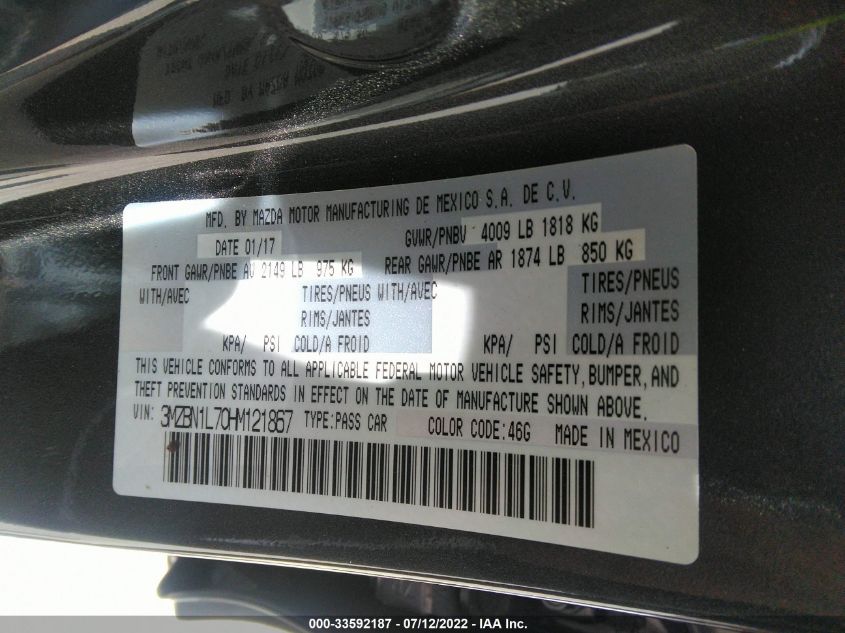 MFD. BY MAZDA MOTOR MANUFACTURING DE MEXICO S.A. DE C.V.
DATE 01/17 GVWR/PNBV 4009 LB 1818 KG
FRONT GAWR/PNBE AV 2149 LB 975 KG REAR GAWR/PNBE AR 1874 LB 850 KG
WITH/AVEC TIRES/PNEUS WITH/AVEC TIRES/PNEUS
RIMS/JANTES RIMS/JANTES
KPA/ PSI COLD/A FROID KPA/ PSI COLD/A FROID
THIS VEHICLE CONFORMS TO ALL APPLICABLE FEDERAL MOTOR VEHICLE SAFETY, BUMPER, AND
THEFT PREVENTION STANDARDS IN EFFECT ON THE DATE OF MANUFACTURE SHOWN ABOVE.
VIN: 3MZBN1L70HM121867 TYPE:PASS CAR COLOR CODE:46G MADE IN MEXICO
000-33592187 - 07/12/2022 - IAA Inc.